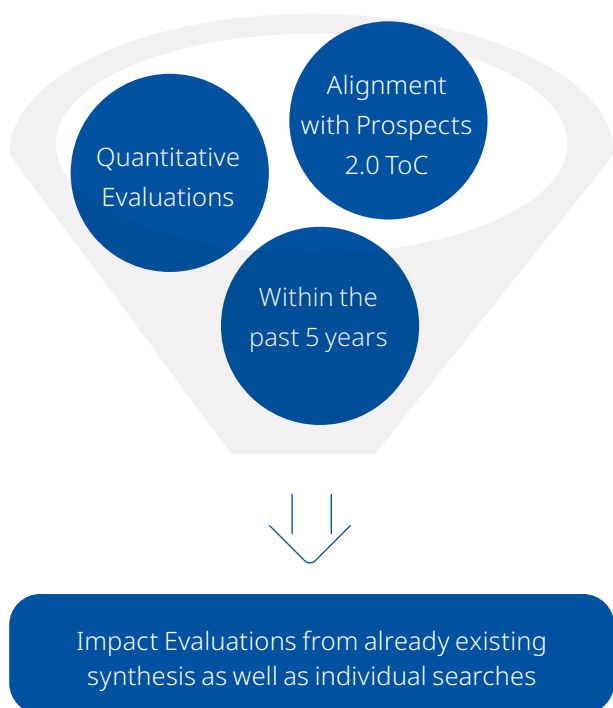 Alignment
with Prospects
2.0 ToC
Quantitative
Evaluations
Within the
past 5 years
Impact Evaluations from already existing
synthesis as well as individual searches